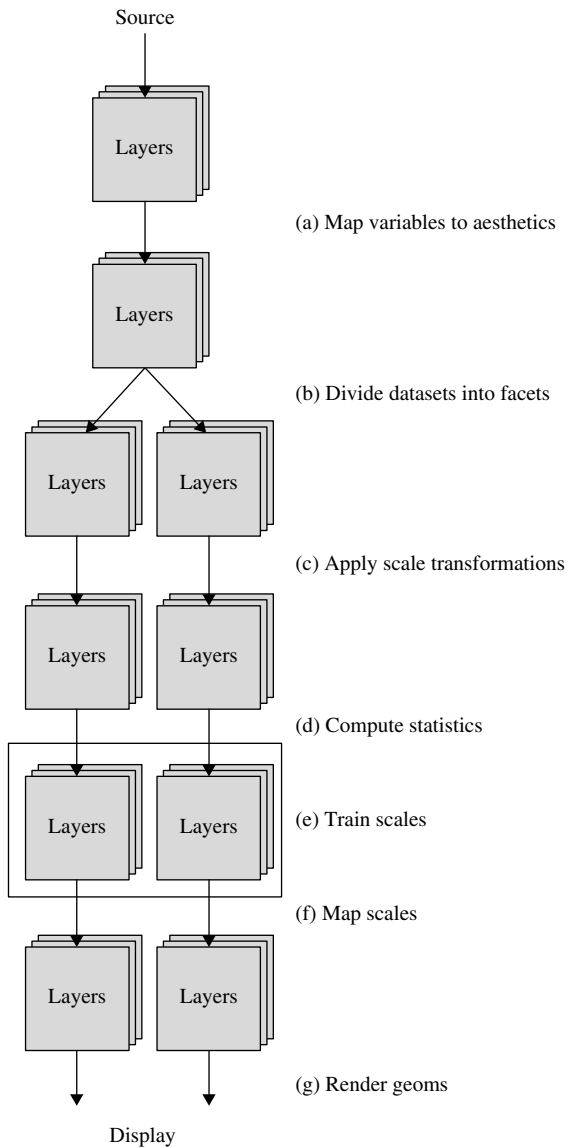 Source
Layers
(a) Map variables to aesthetics
Layers
(b) Divide datasets into facets
Layers Layers
(c) Apply scale transformations
Layers Layers
(d) Compute statistics
Layers Layers
(e) Train scales
(f) Map scales
Layers Layers
(g) Render geoms
Display